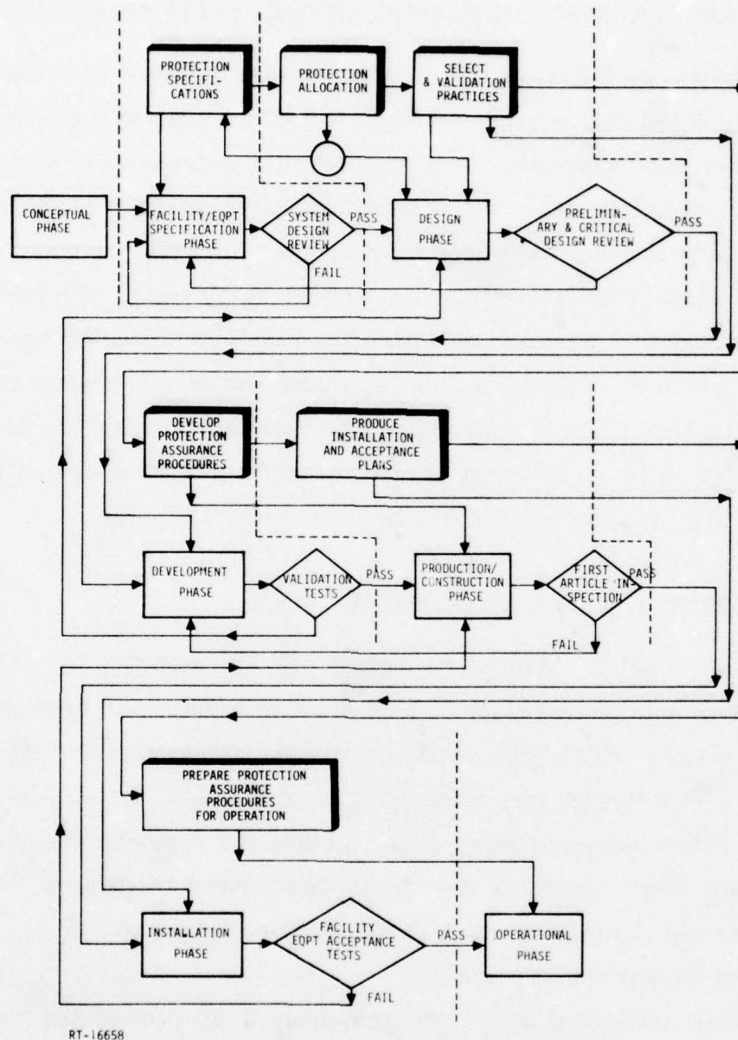 PROTECTION
SPECIFI-
CATIONS
PROTECTION
ALLOCATION
SELECT
& VALIDATION
PRACTICES
CONCEPTUAL
PHASE
FACILITY/EQPT
SPECIFICATION
PHASE
SYSTEM
DESIGN
REVIEW
PASS
FAIL
DESIGN
PHASE
PRELIMIN-
ARY & CRITICAL
DESIGN REVIEW
PASS
DEVELOP
PROTECTION
ASSURANCE
PROCEDURES
PRODUCE
INSTALLATION
AND ACCEPTANCE
PLANS
DEVELOPMENT
PHASE
VALIDATION
TESTS
PASS
PRODUCTION/
CONSTRUCTION
PHASE
FIRST
ARTICLE IN-
SPECTION
PASS
FAIL
PREPARE PROTECTION
ASSURANCE
PROCEDURES
FOR OPERATION
INSTALLATION
PHASE
FACILITY
EQPT ACCEPTANCE
TESTS
PASS
FAIL
OPERATIONAL
PHASE
RT-16658